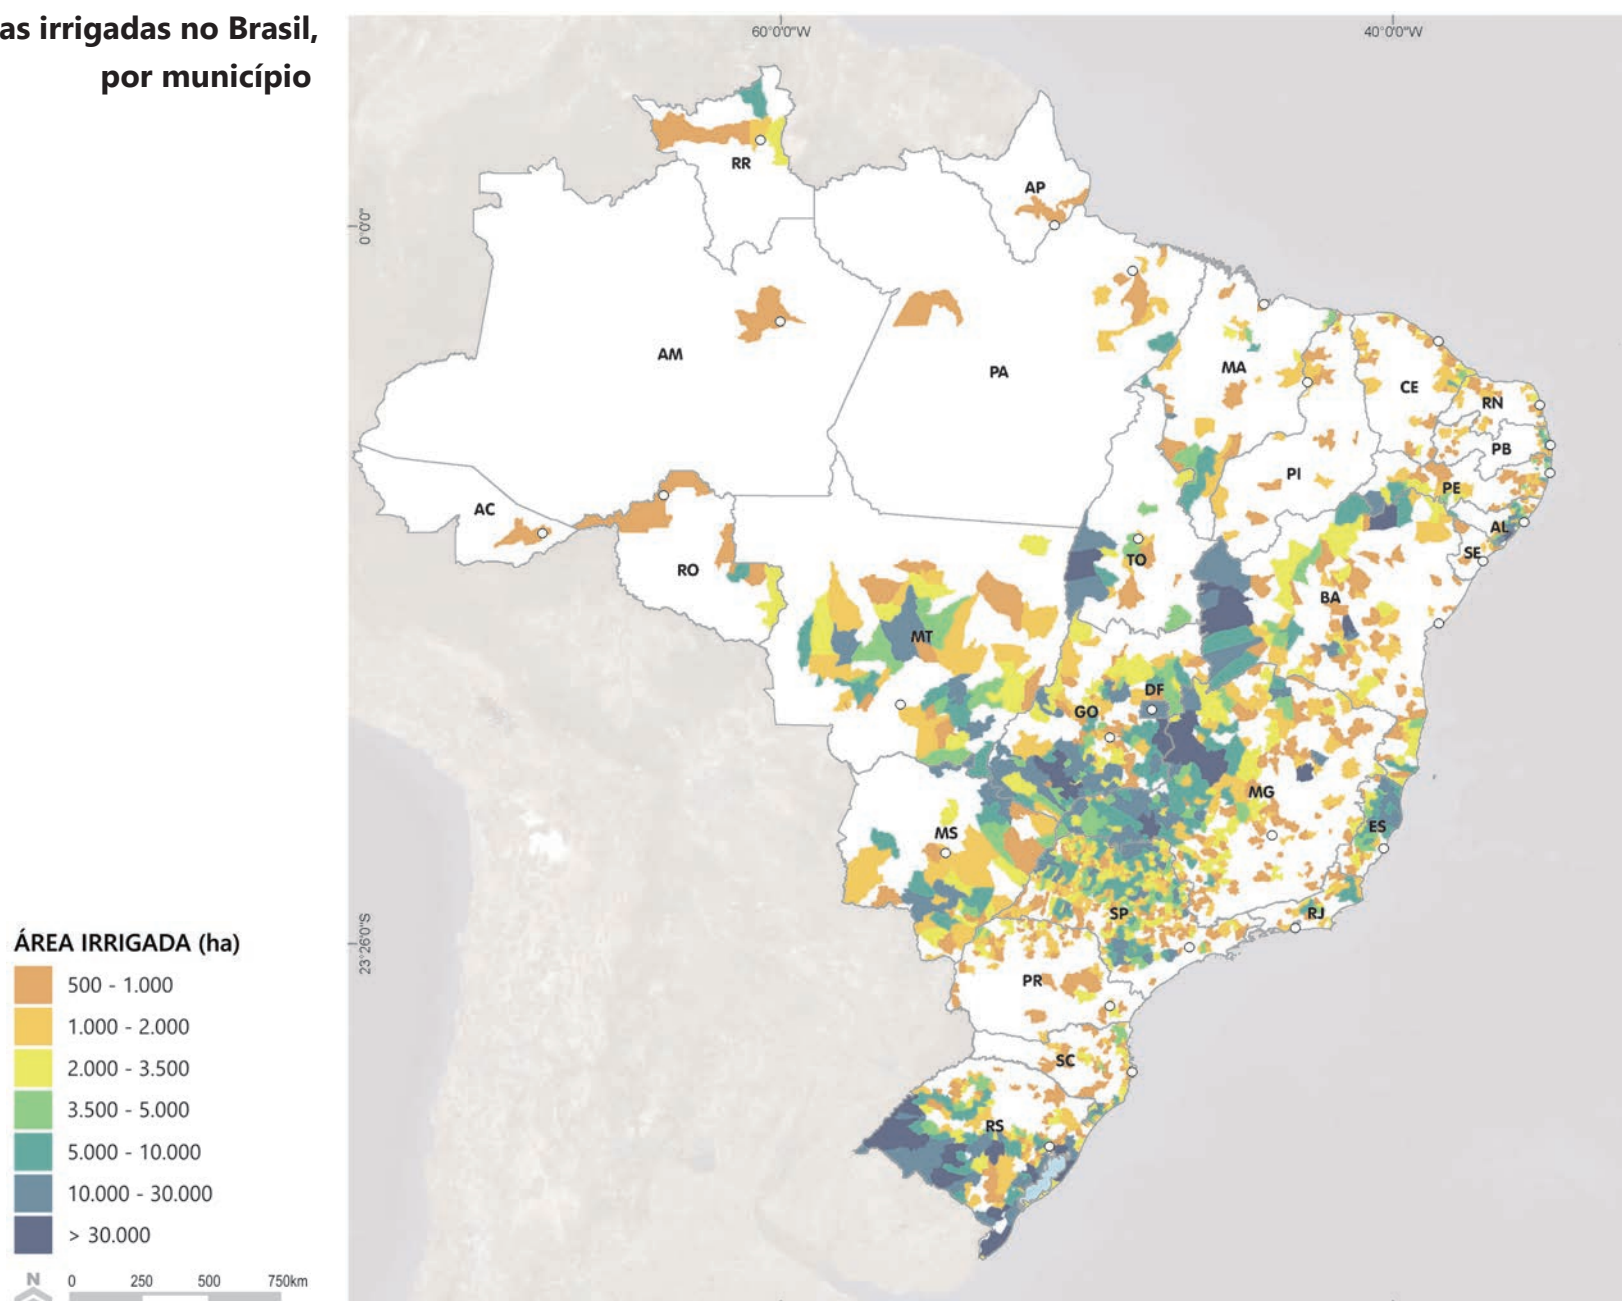 as irrigadas no Brasil,
por município
60°0'0"W
40°0'0"W
0°0'0"
23°26'0"S
RR
AP
AM
PA
MA
CE
RN
PB
PI
PE
AC
AL
TO
SE
RO
BA
MT
DF
GO
MG
MS
ES
SP
RJ
PR
SC
RS
ÁREA IRRIGADA (ha)
500 - 1.000
1.000 - 2.000
2.000 - 3.500
3.500 - 5.000
5.000 - 10.000
10.000 - 30.000
> 30.000
N
0 250 500 750km